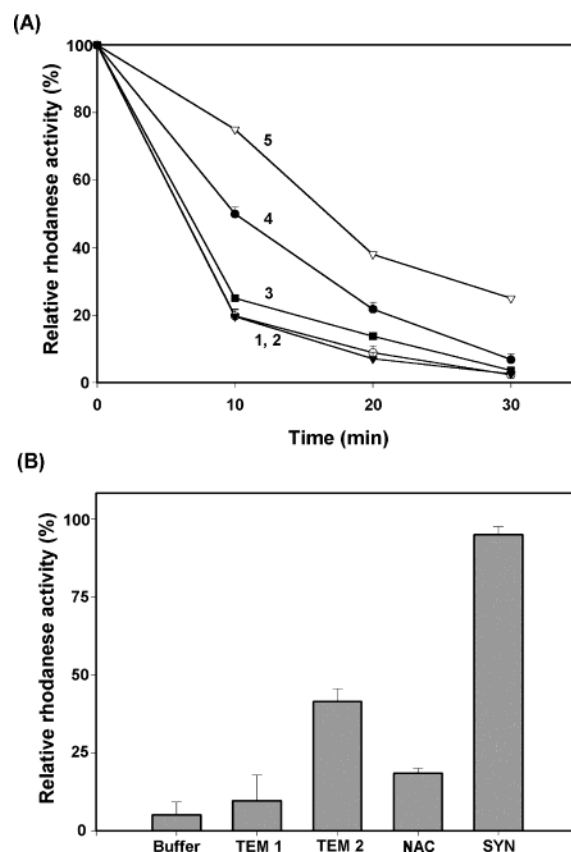 (A)
Relative rhodanese activity (%)
100
80
60
40
20
0
5
4
3
1, 2
0 10 20 30
Time (min)
(B)
Relative rhodanese activity (%)
100
75
50
25
0
Buffer TEM 1 TEM 2 NAC SYN